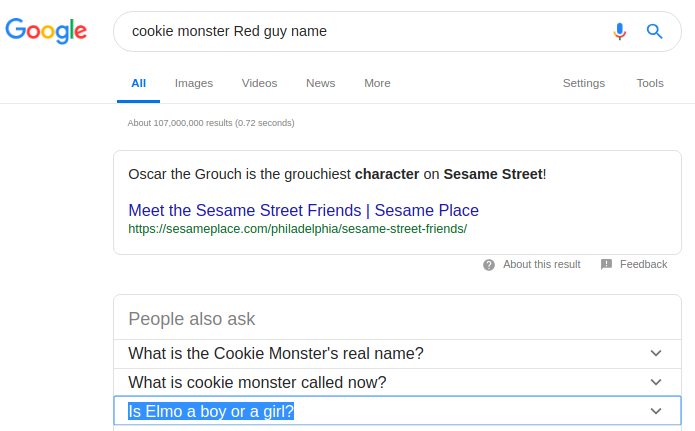 Google
cookie monster Red guy name
All Images Videos News More Settings Tools
About 107,000,000 results (0.72 seconds)
Oscar the Grouch is the grouchiest character on Sesame Street!
Meet the Sesame Street Friends | Sesame Place
https://sesameplace.com/philadelphia/sesame-street-friends/
About this result Feedback
People also ask
What is the Cookie Monster's real name?
What is cookie monster called now?
Is Elmo a boy or a girl?